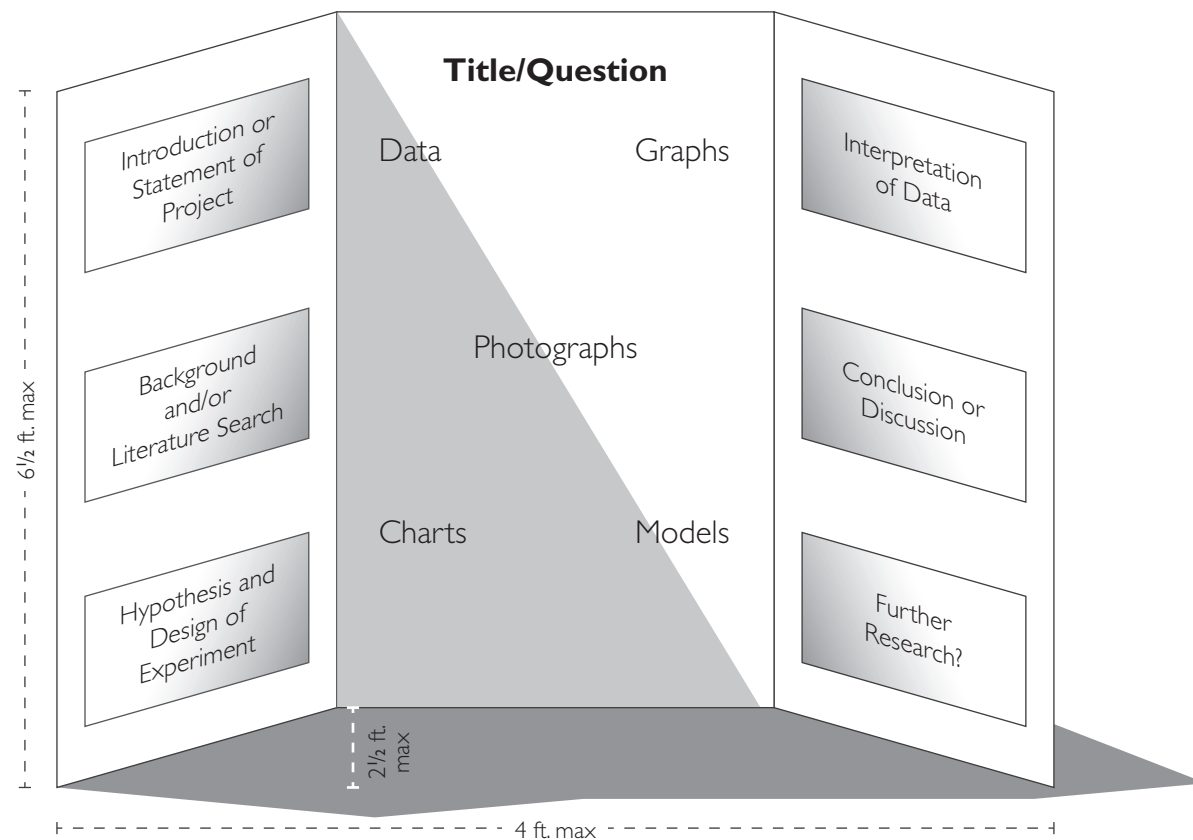 Title/Question
Introduction or
Statement of
Project
Background
and/or
Literature Search
Hypothesis and
Design of
Experiment
Data
Graphs
Photographs
Charts
Models
Interpretation
of Data
Conclusion or
Discussion
Further
Research?
6½ ft. max
2½ ft.
max
4 ft. max